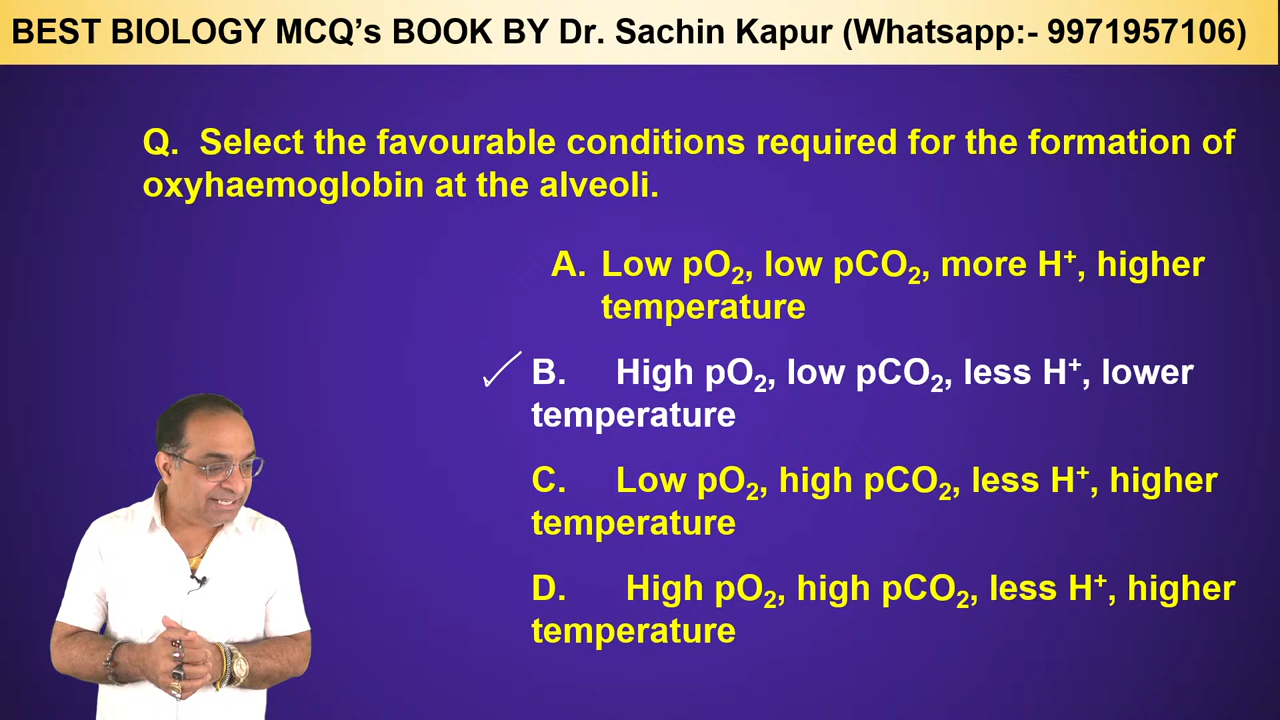 BEST BIOLOGY MCQ’s BOOK BY Dr. Sachin Kapur (Whatsapp:- 9971957106)
Q. Select the favourable conditions required for the formation of
oxyhaemoglobin at the alveoli.
A. Low pO₂, low pCO₂, more H⁺, higher
temperature
B. High pO₂, low pCO₂, less H⁺, lower
temperature
C. Low pO₂, high pCO₂, less H⁺, higher
temperature
D. High pO₂, high pCO₂, less H⁺, higher
temperature